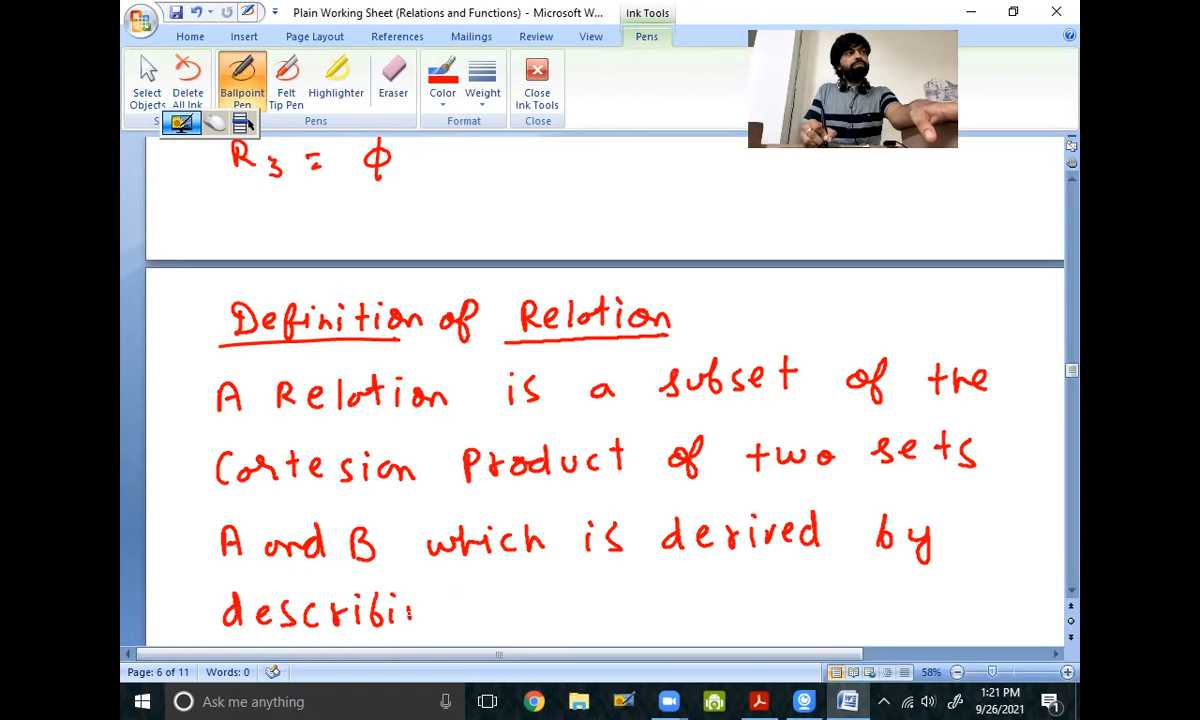 Plain Working Sheet (Relations and Functions) - Microsoft W...
Ink Tools
Home Insert Page Layout References Mailings Review View Pens
Select Objects
Delete All Ink
Ballpoint Pen
Felt Tip Pen
Highlighter
Eraser
Color
Weight
Close Ink Tools
Pens
Format
Close
R3 = ϕ
Definition of Relation
A Relation is a subset of the
Cartesian Product of two sets
A and B which is derived by
describi
Page: 6 of 11 Words: 0 58%
Ask me anything
1:21 PM
9/26/2021